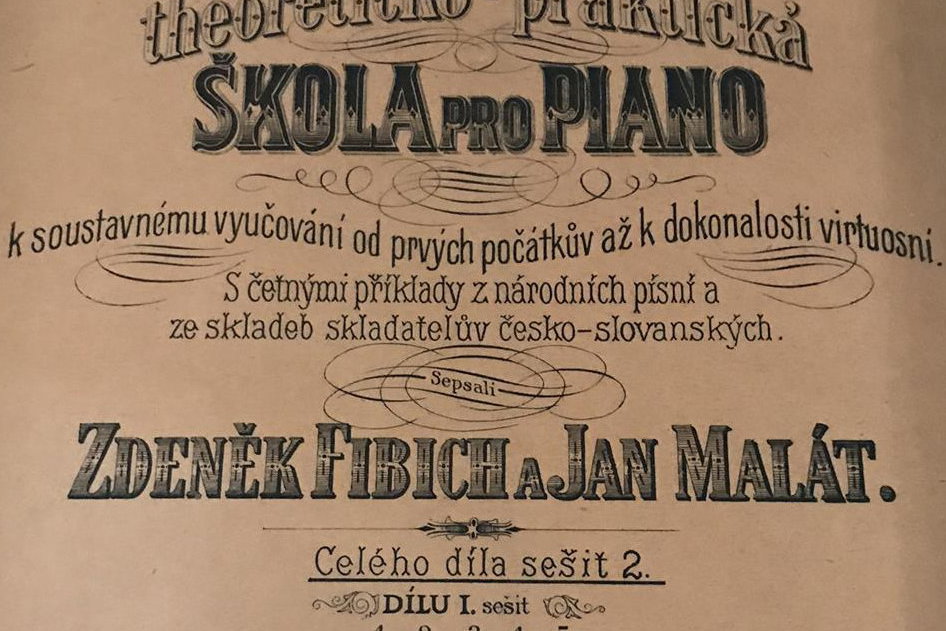 theoreticko-praktická
ŠKOLA PRO PIANO
k soustavnému vyučování od prvých počátkův až k dokonalosti virtuosní.
S četnými příklady z národních písní a
ze skladeb skladatelův česko-slovanských.
Sepsali
ZDENĚK FIBICH A JAN MALÁT.
Celého díla sešit 2.
DÍLU I. sešit